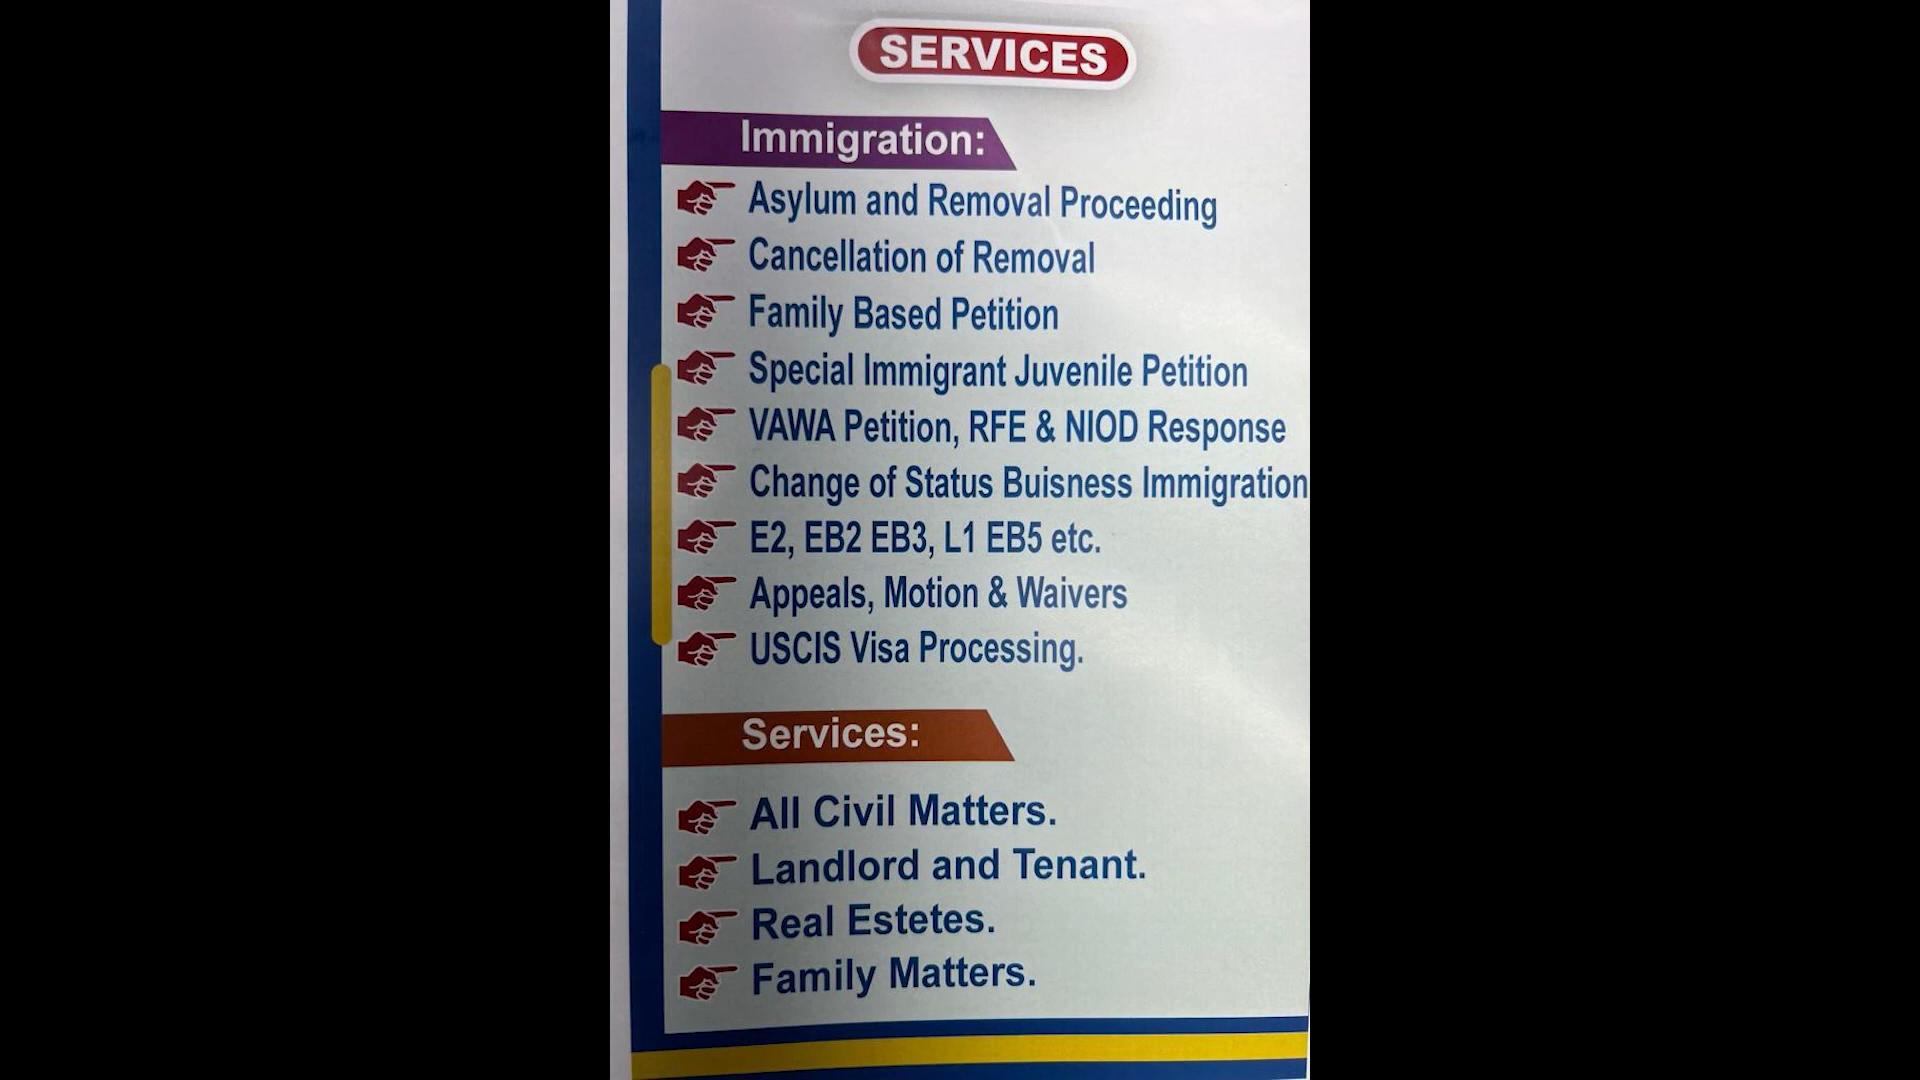 SERVICES
Immigration:
Asylum and Removal Proceeding
Cancellation of Removal
Family Based Petition
Special Immigrant Juvenile Petition
VAWA Petition, RFE & NIOD Response
Change of Status Buisness Immigration
E2, EB2 EB3, L1 EB5 etc.
Appeals, Motion & Waivers
USCIS Visa Processing.
Services:
All Civil Matters.
Landlord and Tenant.
Real Estetes.
Family Matters.